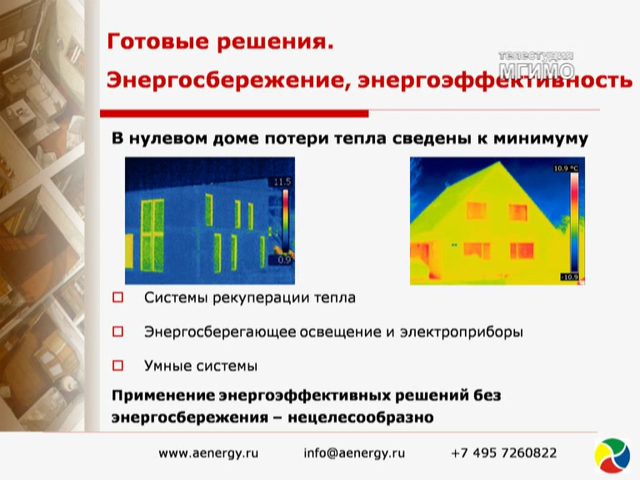 Готовые решения.
телестудия
МГИМО
Энергосбережение, энергоэффективность
В нулевом доме потери тепла сведены к минимуму
11.5
0.9
10.9 °C
-10.9
Системы рекуперации тепла
Энергосберегающее освещение и электроприборы
Умные системы
Применение энергоэффективных решений без
энергосбережения – нецелесообразно
www.aenergy.ru info@aenergy.ru +7 495 7260822